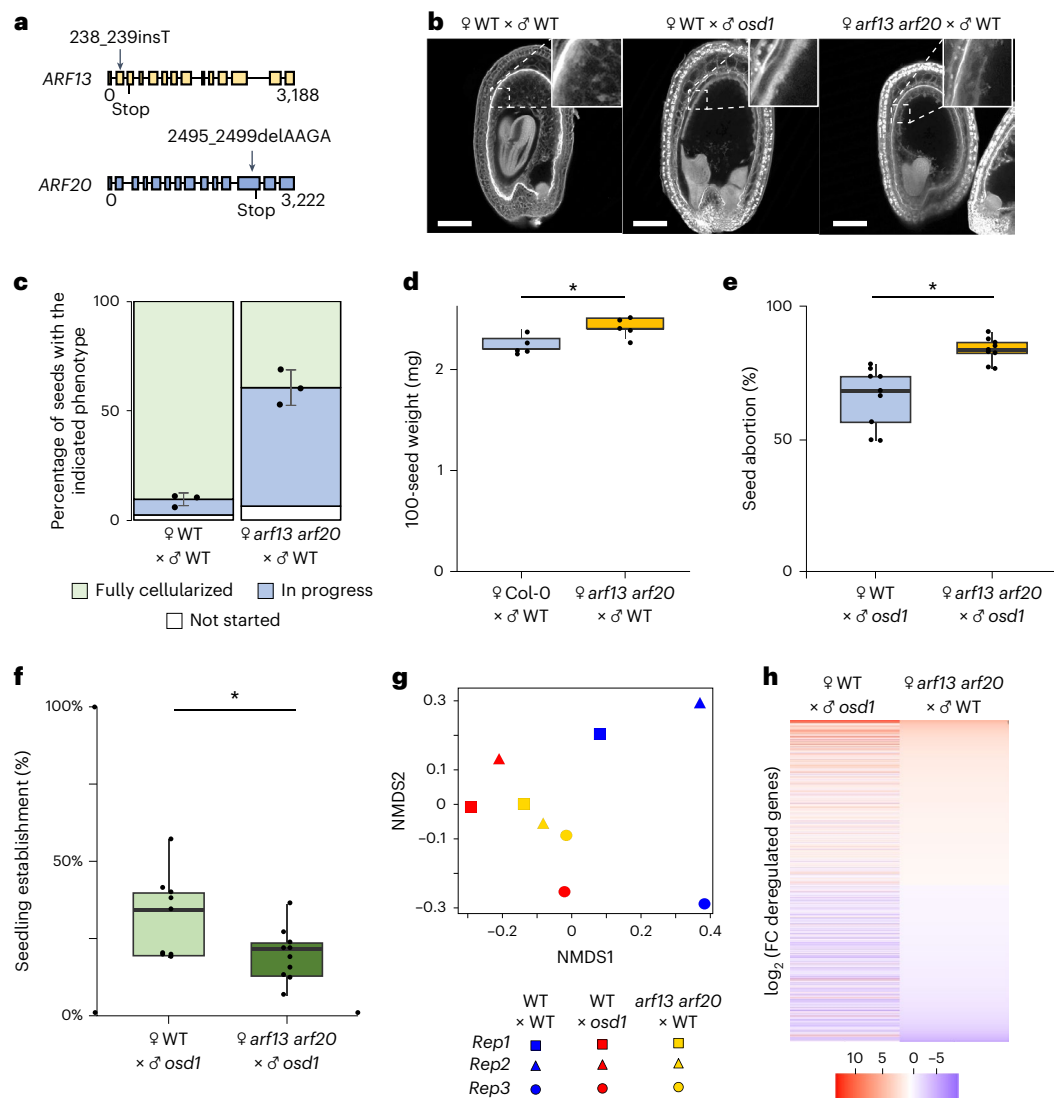 a
238_239insT
ARF13
0
3,188
Stop
2495_2499delAAGA
ARF20
0
3,222
Stop
b
♀ WT × ♂ WT
♀ WT × ♂ osd1
♀ arf13 arf20 × ♂ WT
c
Percentage of seeds with the
indicated phenotype
100
50
0
♀ WT
× ♂ WT
♀ arf13 arf20
× ♂ WT
Fully cellularized
In progress
Not started
d
*
100-seed weight (mg)
2
1
0
♀ Col-0
× ♂ WT
♀ arf13 arf20
× ♂ WT
e
*
Seed abortion (%)
100
50
0
♀ WT
× ♂ osd1
♀ arf13 arf20
× ♂ osd1
f
*
Seedling establishment (%)
100%
50%
0%
♀ WT
× ♂ osd1
♀ arf13 arf20
× ♂ osd1
g
NMDS2
0.3
0.1
0
−0.1
−0.3
−0.2
0
0.2
0.4
NMDS1
WT
× WT
WT
× osd1
arf13 arf20
× WT
Rep1
Rep2
Rep3
h
♀ WT
× ♂ osd1
♀ arf13 arf20
× ♂ WT
log2 (FC deregulated genes)
10 5 0 −5